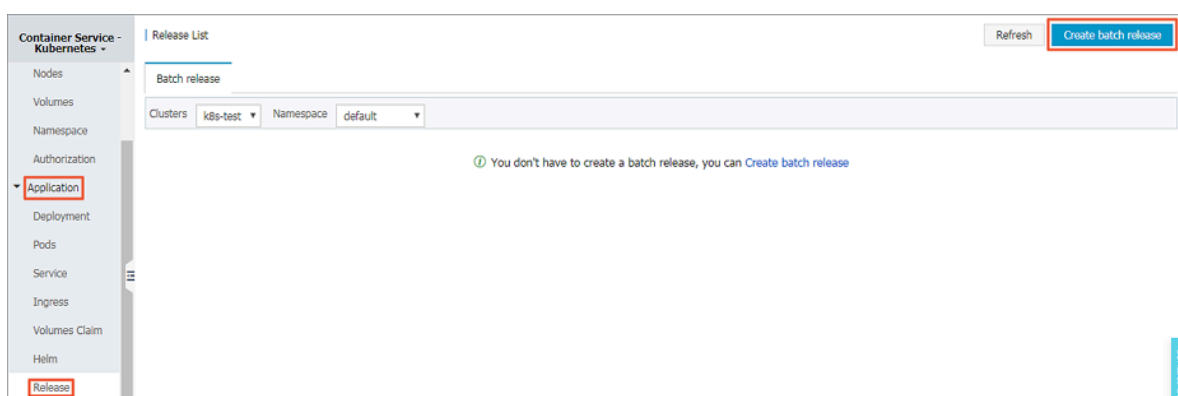 Container Service -
Kubernetes
Nodes
Volumes
Namespace
Authorization
Application
Deployment
Pods
Service
Ingress
Volumes Claim
Helm
Release
Release List
Refresh
Create batch release
Batch release
Clusters k8s-test Namespace default
You don't have to create a batch release, you can Create batch release